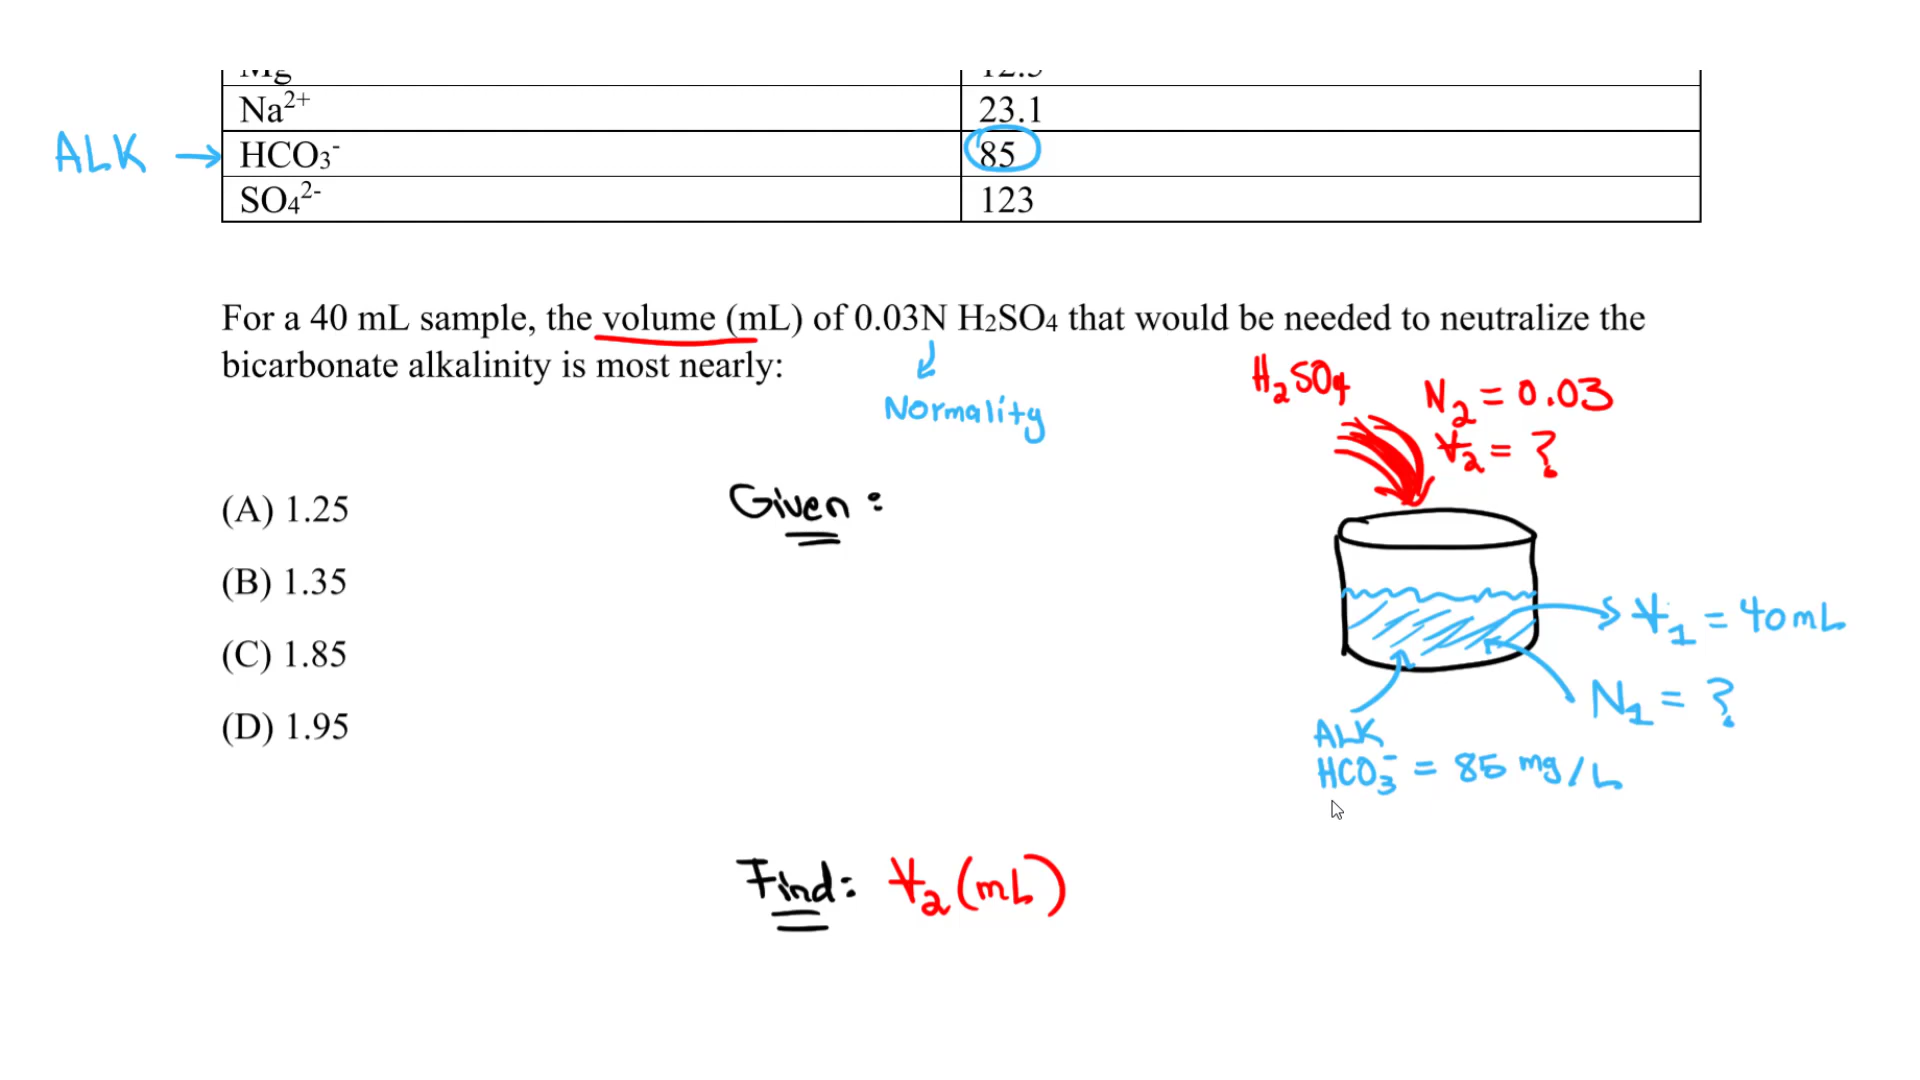 Na2+ 23.1
ALK → HCO3- 85
SO42- 123
For a 40 mL sample, the volume (mL) of 0.03N H2SO4 that would be needed to neutralize the
bicarbonate alkalinity is most nearly:
Normality
H2SO4 N2 = 0.03
V2 = ?
(A) 1.25
Given:
(B) 1.35
V1 = 40 mL
(C) 1.85
N1 = ?
(D) 1.95
ALK
HCO3- = 85 mg/L
Find: V2 (mL)